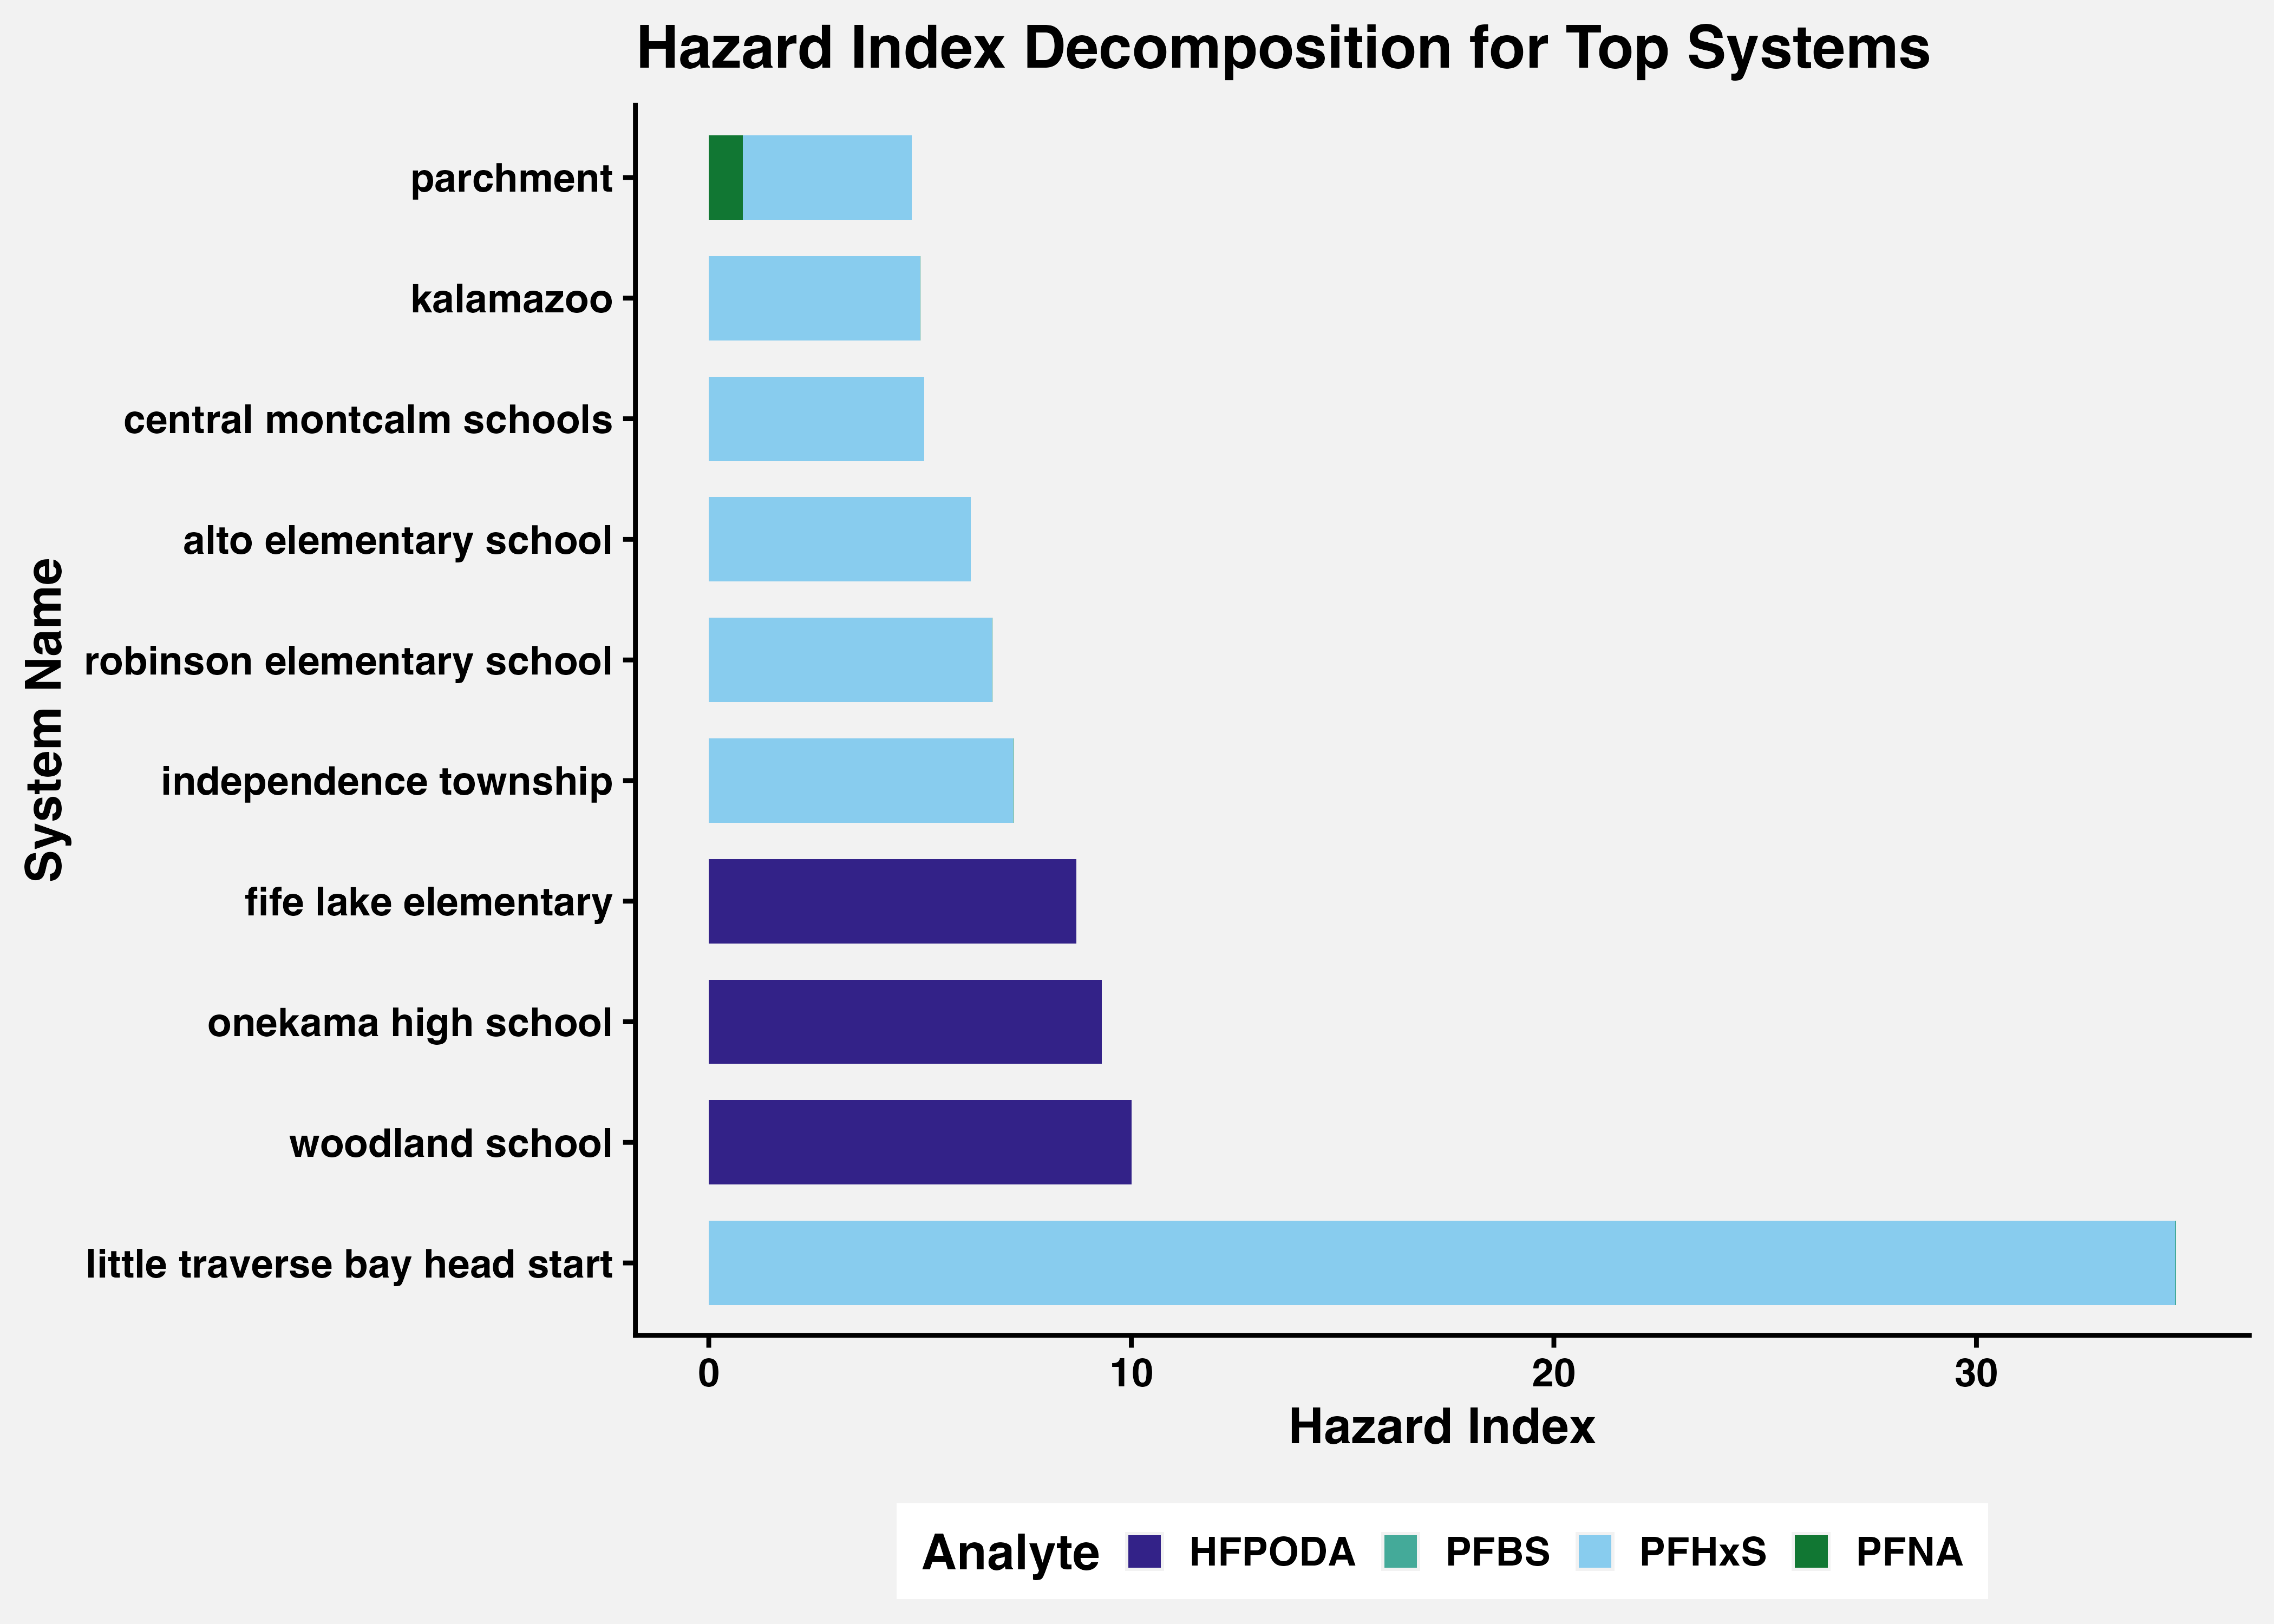 Hazard Index Decomposition for Top Systems
System Name
parchment
kalamazoo
central montcalm schools
alto elementary school
robinson elementary school
independence township
fife lake elementary
onekama high school
woodland school
little traverse bay head start
0 10 20 30
Hazard Index
Analyte HFPODA PFBS PFHxS PFNA